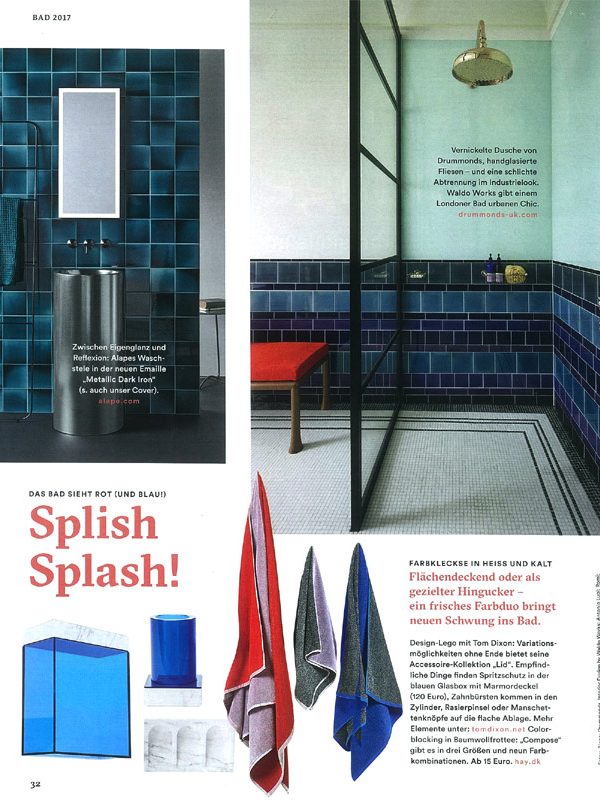 BAD 2017
Vernickelte Dusche von
Drummonds, handglasierte
Fliesen – und eine schlichte
Abtrennung im Industrielook.
Waldo Works gibt einem
Londoner Bad urbanen Chic.
drummonds-uk.com
Zwischen Eigenglanz und
Reflexion: Alapes Wasch-
stele in der neuen Emaille
„Metallic Dark Iron“
(s. auch unser Cover).
alape.com
DAS BAD SIEHT ROT (UND BLAU!)
Splish
Splash!
FARBKLECKSE IN HEISS UND KALT
Flächendeckend oder als
gezielter Hingucker –
ein frisches Farbduo bringt
neuen Schwung ins Bad.
Design-Lego mit Tom Dixon: Variations-
möglichkeiten ohne Ende bietet seine
Accessoire-Kollektion „Lid“. Empfind-
liche Dinge finden Spritzschutz in der
blauen Glasbox mit Marmordeckel
(120 Euro), Zahnbürsten kommen in den
Zylinder, Rasierpinsel oder Manschet-
tenknöpfe auf die flache Ablage. Mehr
Elemente unter: tomdixon.net Color-
blocking in Baumwollfrottee: „Compose“
gibt es in drei Größen und neun Farb-
kombinationen. Ab 15 Euro. hay.dk
32